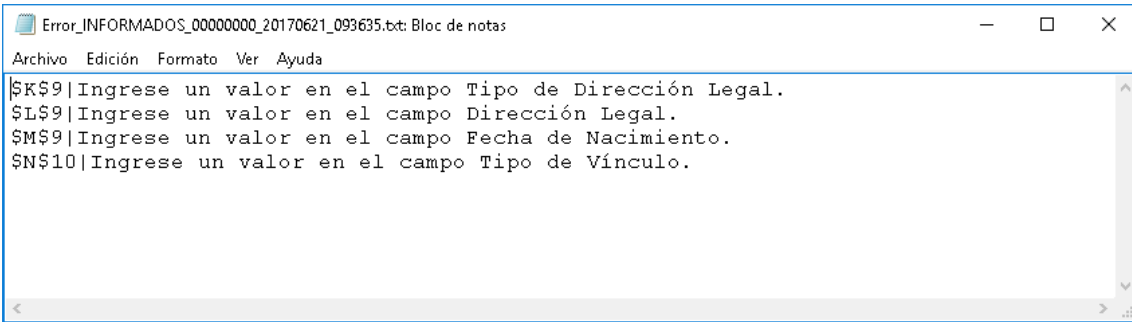 Error_INFORMADOS_00000000_20170621_093635.txt: Bloc de notas
Archivo Edición Formato Ver Ayuda
$K$9|Ingrese un valor en el campo Tipo de Dirección Legal.
$L$9|Ingrese un valor en el campo Dirección Legal.
$M$9|Ingrese un valor en el campo Fecha de Nacimiento.
$N$10|Ingrese un valor en el campo Tipo de Vínculo.